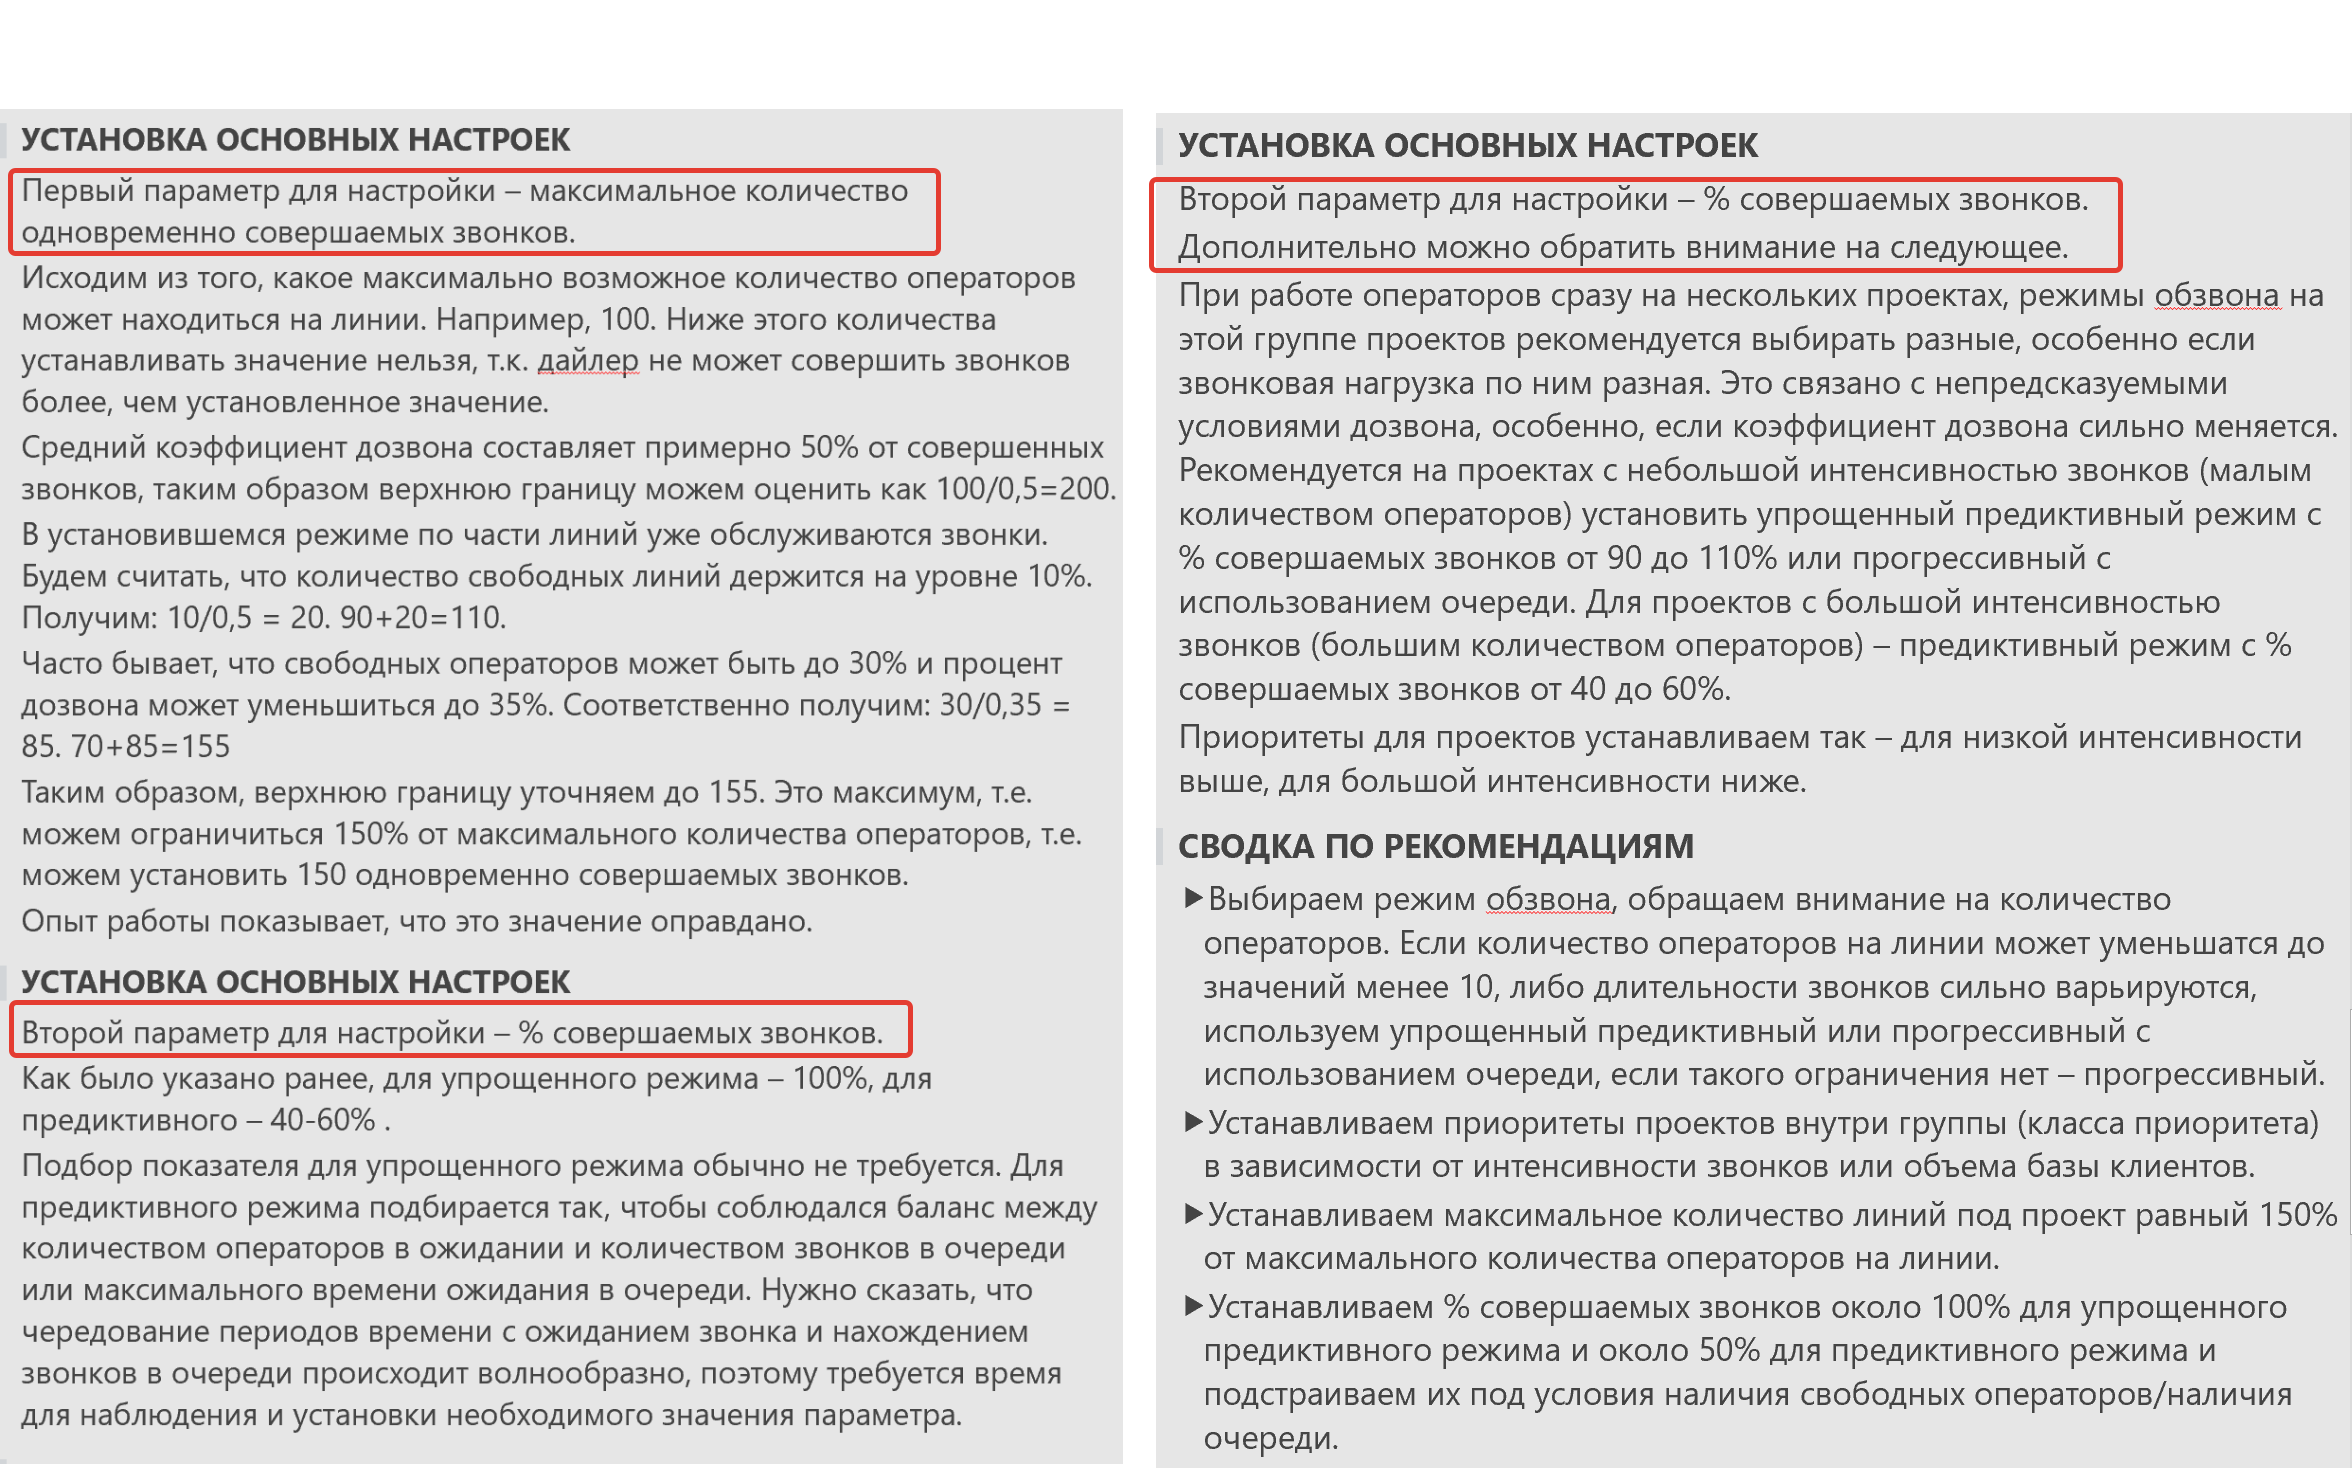 УСТАНОВКА ОСНОВНЫХ НАСТРОЕК
Первый параметр для настройки – максимальное количество
одновременно совершаемых звонков.
Исходим из того, какое максимально возможное количество операторов
может находиться на линии. Например, 100. Ниже этого количества
устанавливать значение нельзя, т.к. дайлер не может совершить звонков
более, чем установленное значение.
Средний коэффициент дозвона составляет примерно 50% от совершенных
звонков, таким образом верхнюю границу можем оценить как 100/0,5=200.
В установившемся режиме по части линий уже обслуживаются звонки.
Будем считать, что количество свободных линий держится на уровне 10%.
Получим: 10/0,5 = 20. 90+20=110.
Часто бывает, что свободных операторов может быть до 30% и процент
дозвона может уменьшиться до 35%. Соответственно получим: 30/0,35 =
85. 70+85=155
Таким образом, верхнюю границу уточняем до 155. Это максимум, т.е.
можем ограничиться 150% от максимального количества операторов, т.е.
можем установить 150 одновременно совершаемых звонков.
Опыт работы показывает, что это значение оправдано.
УСТАНОВКА ОСНОВНЫХ НАСТРОЕК
Второй параметр для настройки – % совершаемых звонков.
Как было указано ранее, для упрощенного режима – 100%, для
предиктивного – 40-60% .
Подбор показателя для упрощенного режима обычно не требуется. Для
предиктивного режима подбирается так, чтобы соблюдался баланс между
количеством операторов в ожидании и количеством звонков в очереди
или максимального времени ожидания в очереди. Нужно сказать, что
чередование периодов времени с ожиданием звонка и нахождением
звонков в очереди происходит волнообразно, поэтому требуется время
для наблюдения и установки необходимого значения параметра.
УСТАНОВКА ОСНОВНЫХ НАСТРОЕК
Второй параметр для настройки – % совершаемых звонков.
Дополнительно можно обратить внимание на следующее.
При работе операторов сразу на нескольких проектах, режимы обзвона на
этой группе проектов рекомендуется выбирать разные, особенно если
звонковая нагрузка по ним разная. Это связано с непредсказуемыми
условиями дозвона, особенно, если коэффициент дозвона сильно меняется.
Рекомендуется на проектах с небольшой интенсивностью звонков (малым
количеством операторов) установить упрощенный предиктивный режим с
% совершаемых звонков от 90 до 110% или прогрессивный с
использованием очереди. Для проектов с большой интенсивностью
звонков (большим количеством операторов) – предиктивный режим с %
совершаемых звонков от 40 до 60%.
Приоритеты для проектов устанавливаем так – для низкой интенсивности
выше, для большой интенсивности ниже.
СВОДКА ПО РЕКОМЕНДАЦИЯМ
▶Выбираем режим обзвона, обращаем внимание на количество
операторов. Если количество операторов на линии может уменьшатся до
значений менее 10, либо длительности звонков сильно варьируются,
используем упрощенный предиктивный или прогрессивный с
использованием очереди, если такого ограничения нет – прогрессивный.
▶Устанавливаем приоритеты проектов внутри группы (класса приоритета)
в зависимости от интенсивности звонков или объема базы клиентов.
▶Устанавливаем максимальное количество линий под проект равный 150%
от максимального количества операторов на линии.
▶Устанавливаем % совершаемых звонков около 100% для упрощенного
предиктивного режима и около 50% для предиктивного режима и
подстраиваем их под условия наличия свободных операторов/наличия
очереди.